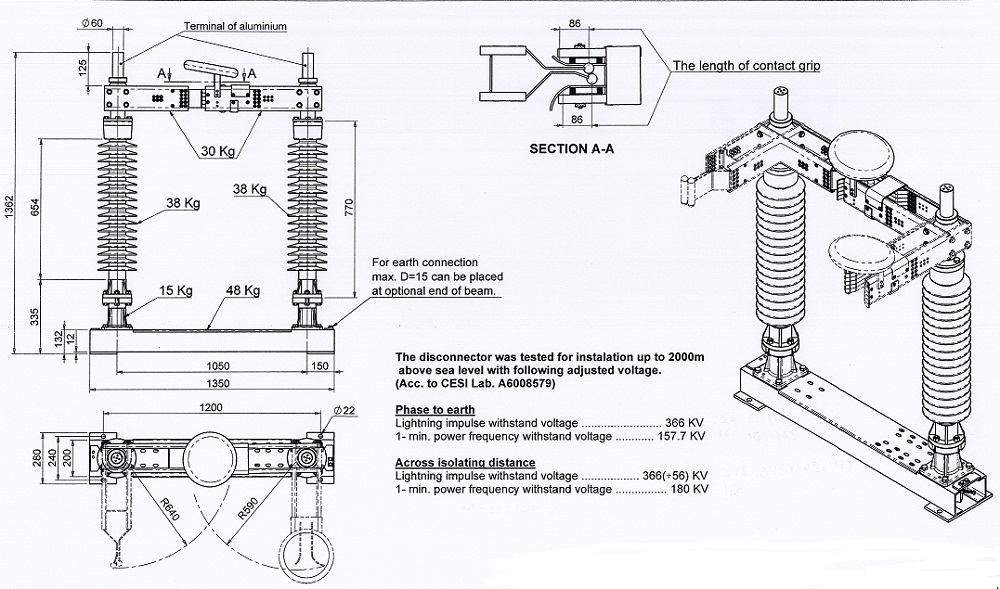 Ø60
Terminal of aluminium
125
A
A
30 Kg
1362
654
38 Kg
38 Kg
770
335
132
12
15 Kg
48 Kg
For earth connection
max. D=15 can be placed
at optional end of beam.
1050
150
1350
86
86
The length of contact grip
SECTION A-A
The disconnector was tested for instalation up to 2000m
above sea level with following adjusted voltage.
(Acc. to CESI Lab. A6008579)
Phase to earth
Lightning impulse withstand voltage ...................... 366 KV
1- min. power frequency withstand voltage ............ 157.7 KV
Across isolating distance
Lightning impulse withstand voltage .................. 366(+56) KV
1- min. power frequency withstand voltage ................ 180 KV
1200
Ø22
260
240
200
R640
R590